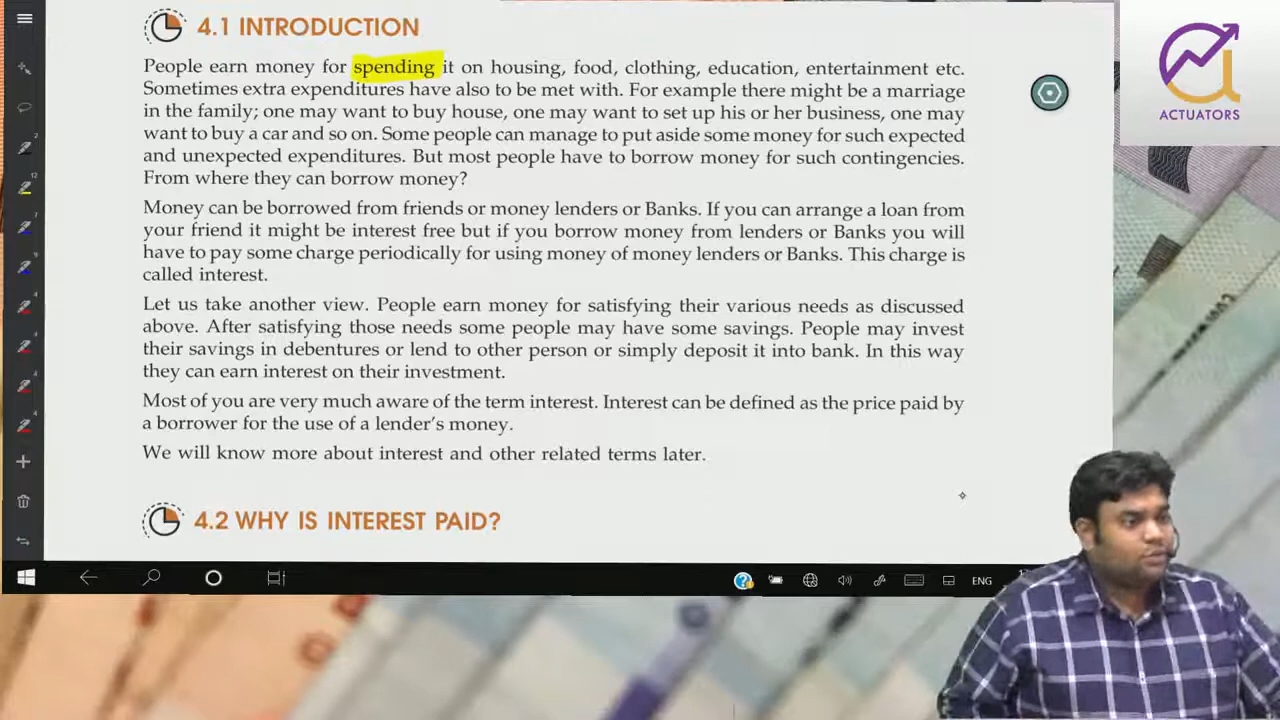 4.1 INTRODUCTION
People earn money for spending it on housing, food, clothing, education, entertainment etc.
Sometimes extra expenditures have also to be met with. For example there might be a marriage
in the family; one may want to buy house, one may want to set up his or her business, one may
want to buy a car and so on. Some people can manage to put aside some money for such expected
and unexpected expenditures. But most people have to borrow money for such contingencies.
From where they can borrow money?
Money can be borrowed from friends or money lenders or Banks. If you can arrange a loan from
your friend it might be interest free but if you borrow money from lenders or Banks you will
have to pay some charge periodically for using money of money lenders or Banks. This charge is
called interest.
Let us take another view. People earn money for satisfying their various needs as discussed
above. After satisfying those needs some people may have some savings. People may invest
their savings in debentures or lend to other person or simply deposit it into bank. In this way
they can earn interest on their investment.
Most of you are very much aware of the term interest. Interest can be defined as the price paid by
a borrower for the use of a lender's money.
We will know more about interest and other related terms later.
4.2 WHY IS INTEREST PAID?
ENG
ACTUATORS